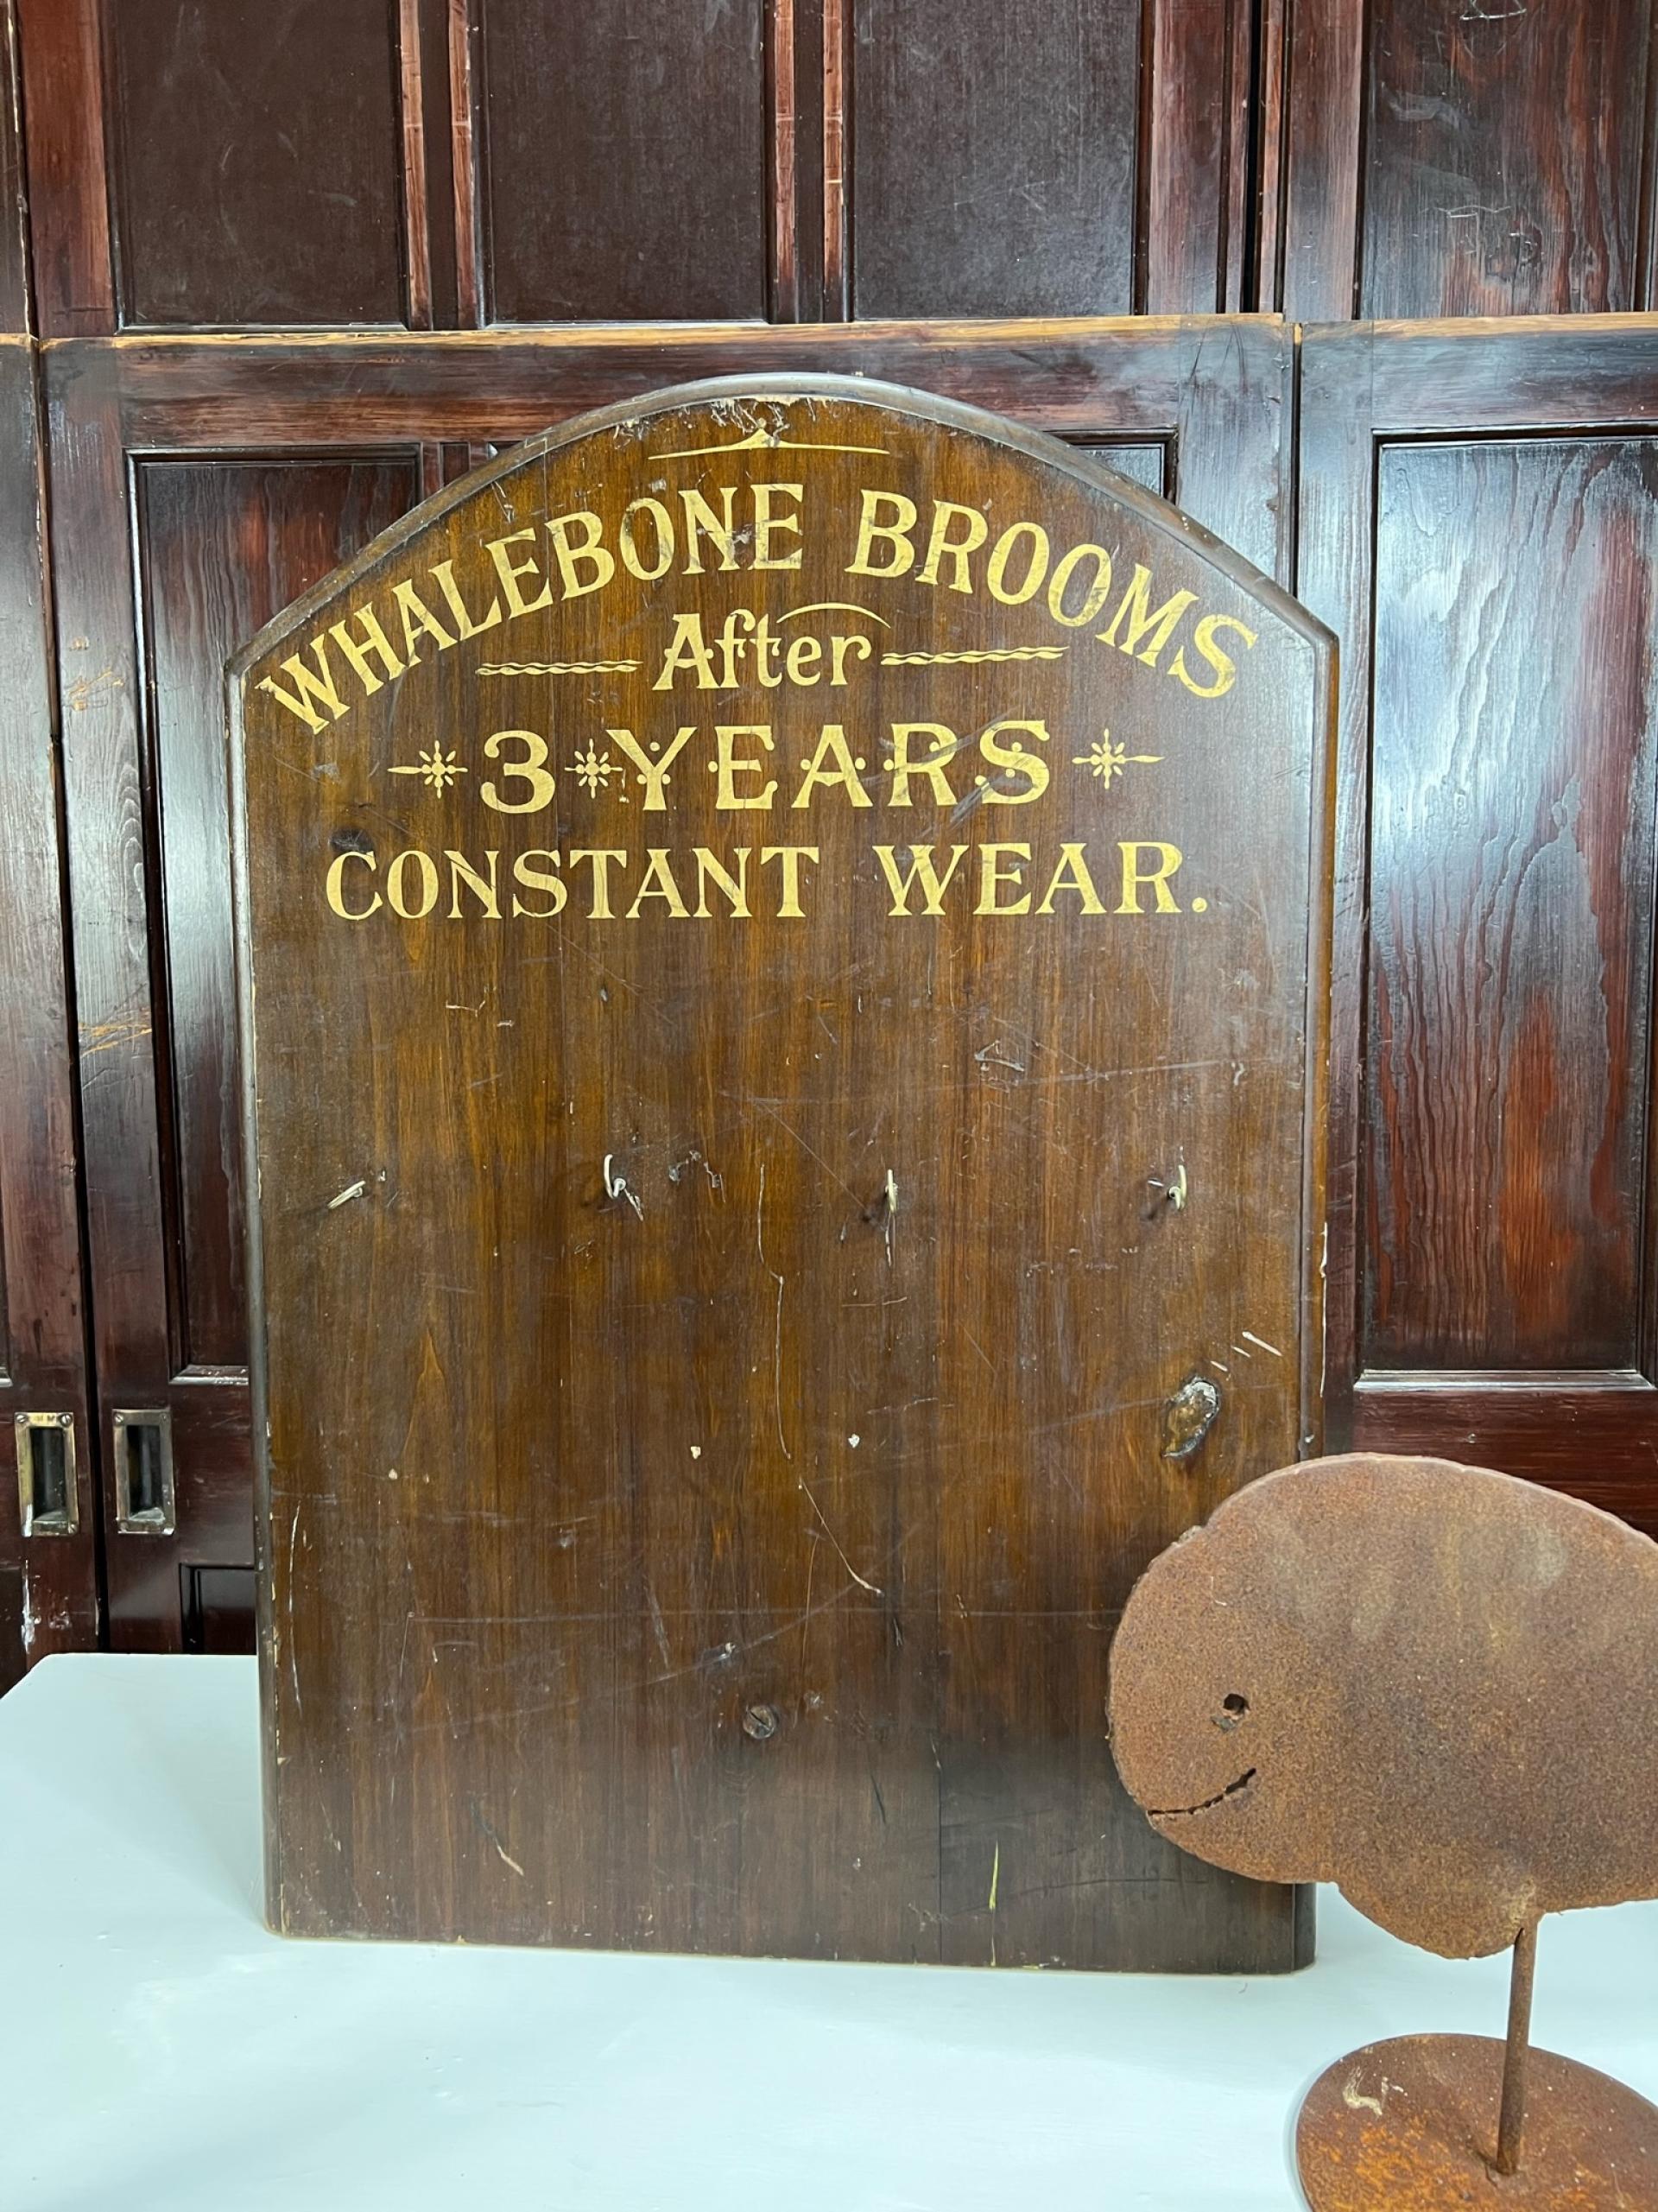 WHALEBONE BROOMS
After
3 YEARS
CONSTANT WEAR.